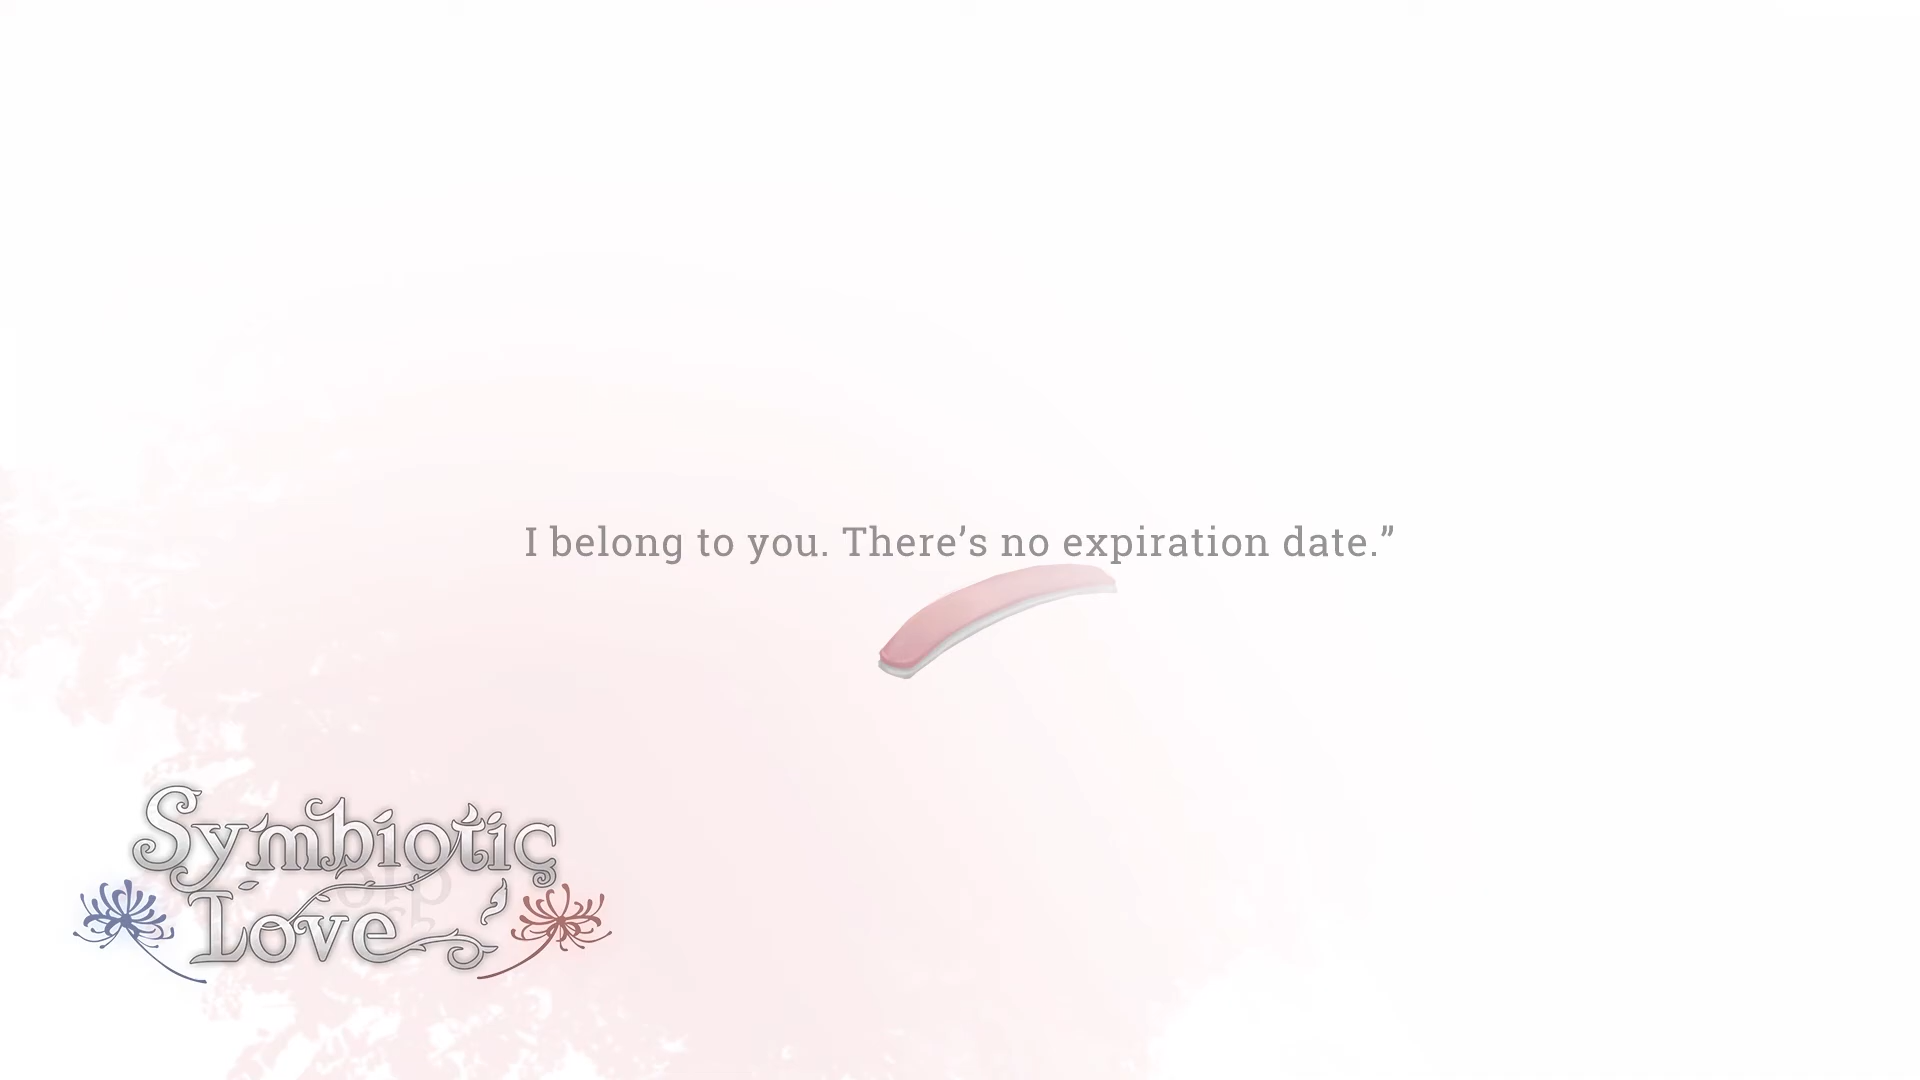 I belong to you. There’s no expiration date.”
Symbiotic
Love